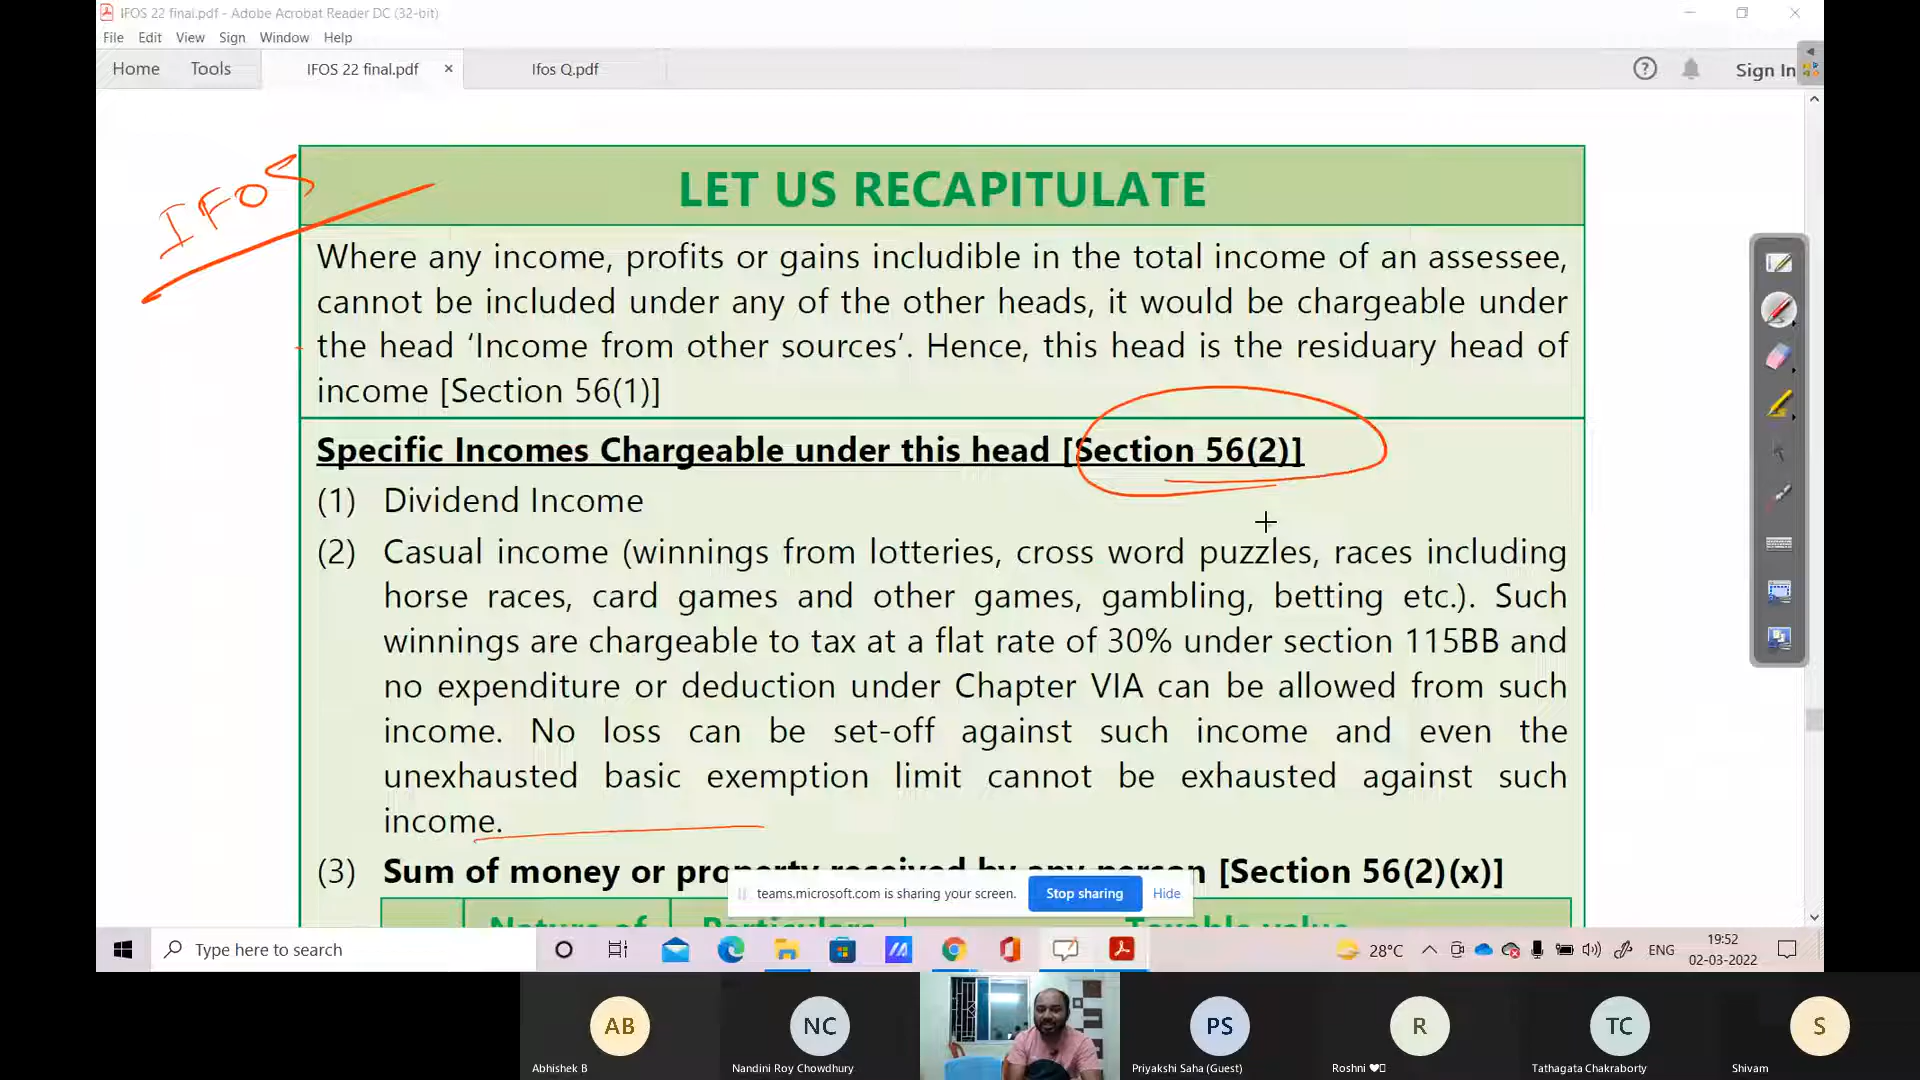 IFOS 22 final.pdf - Adobe Acrobat Reader DC (32-bit)
File Edit View Sign Window Help
Home Tools IFOS 22 final.pdf × Ifos Q.pdf Sign In
IFOS
LET US RECAPITULATE
Where any income, profits or gains includible in the total income of an assessee,
cannot be included under any of the other heads, it would be chargeable under
the head ‘Income from other sources’. Hence, this head is the residuary head of
income [Section 56(1)]
Specific Incomes Chargeable under this head [Section 56(2)]
(1) Dividend Income
(2) Casual income (winnings from lotteries, cross word puzzles, races including
horse races, card games and other games, gambling, betting etc.). Such
winnings are chargeable to tax at a flat rate of 30% under section 115BB and
no expenditure or deduction under Chapter VIA can be allowed from such
income. No loss can be set-off against such income and even the
unexhausted basic exemption limit cannot be exhausted against such
income.
(3) Sum of money or property received by any person [Section 56(2)(x)]
teams.microsoft.com is sharing your screen. Stop sharing Hide
Nature of Particulars Taxable value
Type here to search 28°C ENG 19:52
02-03-2022
AB NC PS R TC S
Abhishek B Nandini Roy Chowdhury Priyakshi Saha (Guest) Roshni Tathagata Chakraborty Shivam